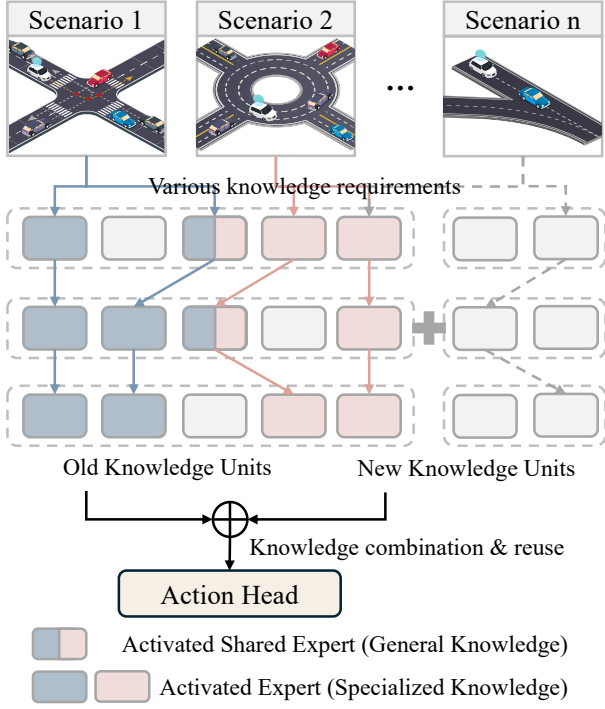 Scenario 1
Scenario 2
...
Scenario n
Various knowledge requirements
Old Knowledge Units
New Knowledge Units
Knowledge combination & reuse
Action Head
Activated Shared Expert (General Knowledge)
Activated Expert (Specialized Knowledge)